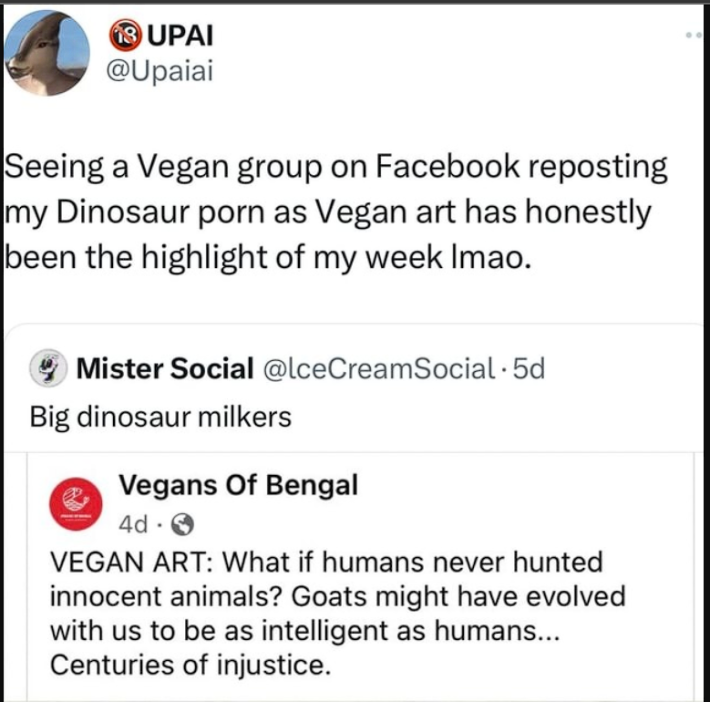 🔞UPAI
@Upaiai
Seeing a Vegan group on Facebook reposting
my Dinosaur porn as Vegan art has honestly
been the highlight of my week lmao.
Mister Social @lceCreamSocial · 5d
Big dinosaur milkers
Vegans Of Bengal
4d ·
VEGAN ART: What if humans never hunted
innocent animals? Goats might have evolved
with us to be as intelligent as humans...
Centuries of injustice.